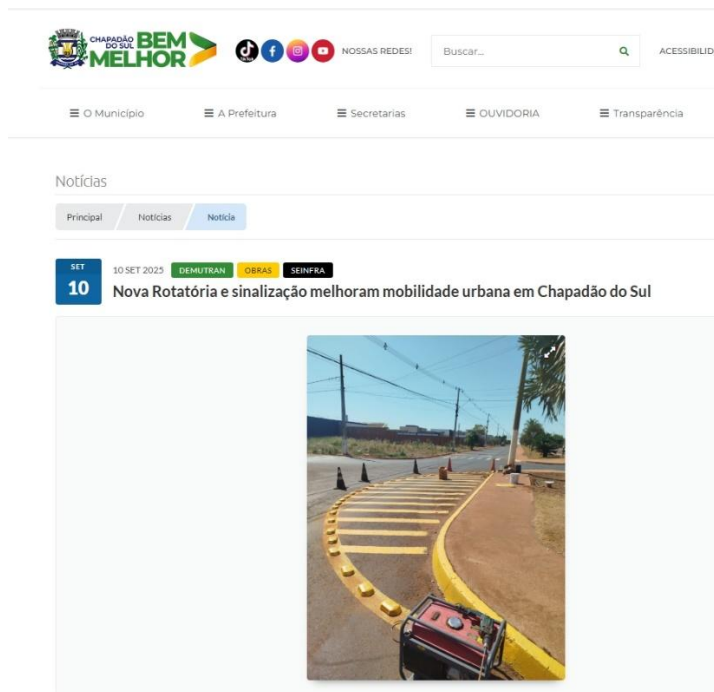 CHAPADÃO
DO SUL
BEM
MELHOR
NOSSAS REDES!
Buscar...
ACESSIBILID
O Município
A Prefeitura
Secretarias
OUVIDORIA
Transparência
Notícias
Principal
Notícias
Notícia
SET
10
10 SET 2025 DEMUTRAN OBRAS SEINFRA
Nova Rotatória e sinalização melhoram mobilidade urbana em Chapadão do Sul